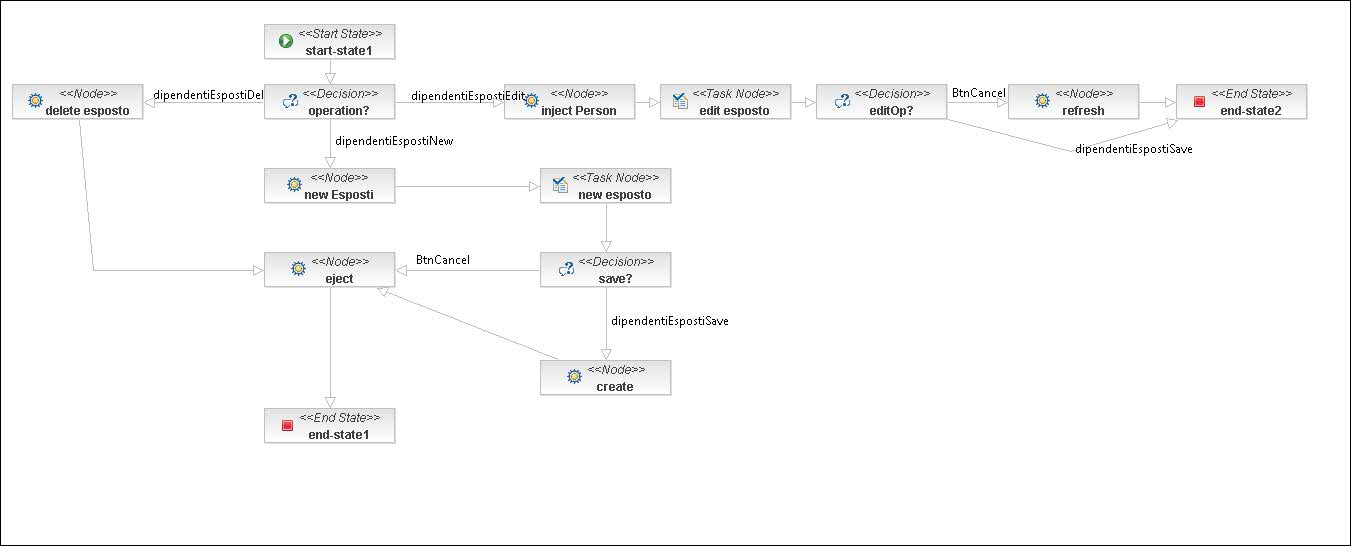 <<Start State>>
start-state1
<<Node>>
delete esposto
dipendentiEspostiDel
<<Decision>>
operation?
dipendentiEspostiEdit
<<Node>>
inject Person
<<Task Node>>
edit esposto
<<Decision>>
editOp?
BtnCancel
<<Node>>
refresh
<<End State>>
end-state2
dipendentiEspostiNew
dipendentiEspostiSave
<<Node>>
new Esposti
<<Task Node>>
new esposto
<<Node>>
eject
BtnCancel
<<Decision>>
save?
dipendentiEspostiSave
<<Node>>
create
<<End State>>
end-state1